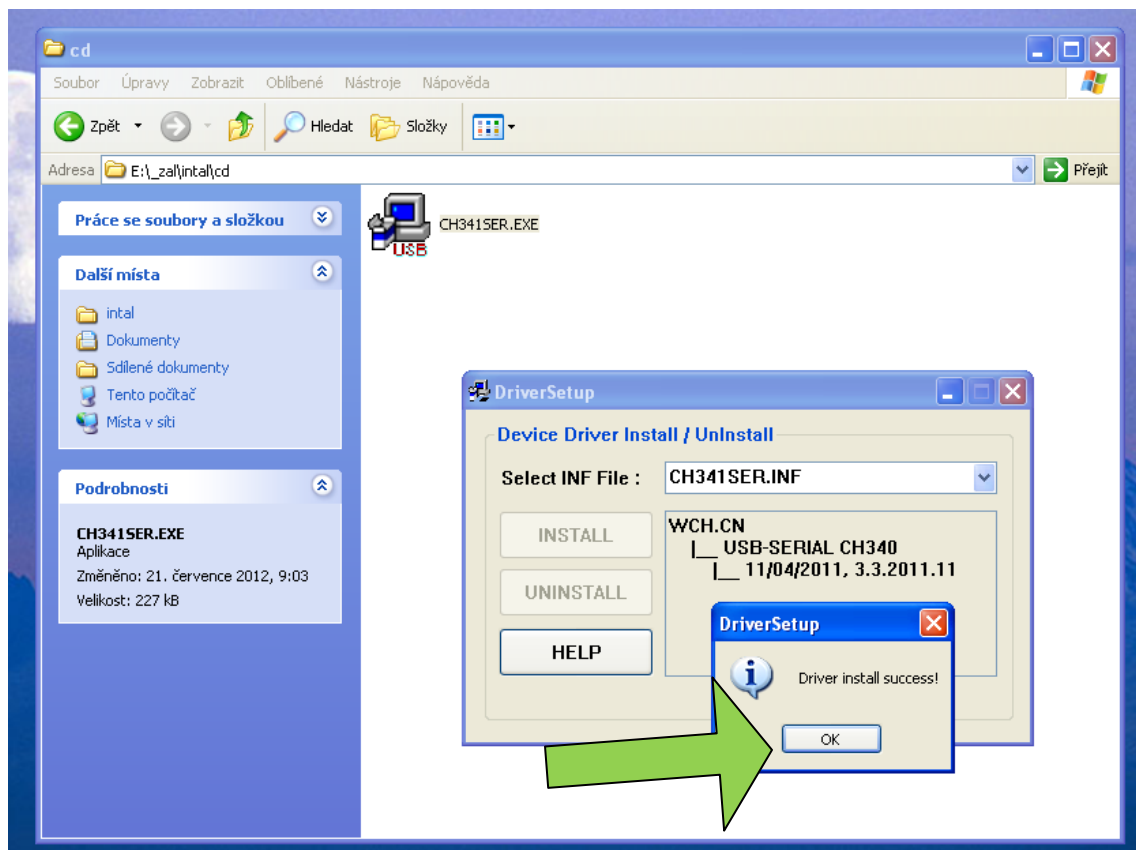 cd
Soubor Úpravy Zobrazit Oblíbené Nástroje Nápověda
Zpět Hledat Složky
Adresa E:\_zal\intal\cd Přejít
Práce se soubory a složkou
Další místa
intal
Dokumenty
Sdílené dokumenty
Tento počítač
Místa v síti
Podrobnosti
CH341SER.EXE
Aplikace
Změněno: 21. července 2012, 9:03
Velikost: 227 kB
USB
CH341SER.EXE
DriverSetup
Device Driver Install / UnInstall
Select INF File : CH341SER.INF
INSTALL
UNINSTALL
HELP
WCH.CN
|__ USB-SERIAL CH340
|__ 11/04/2011, 3.3.2011.11
DriverSetup
Driver install success!
OK